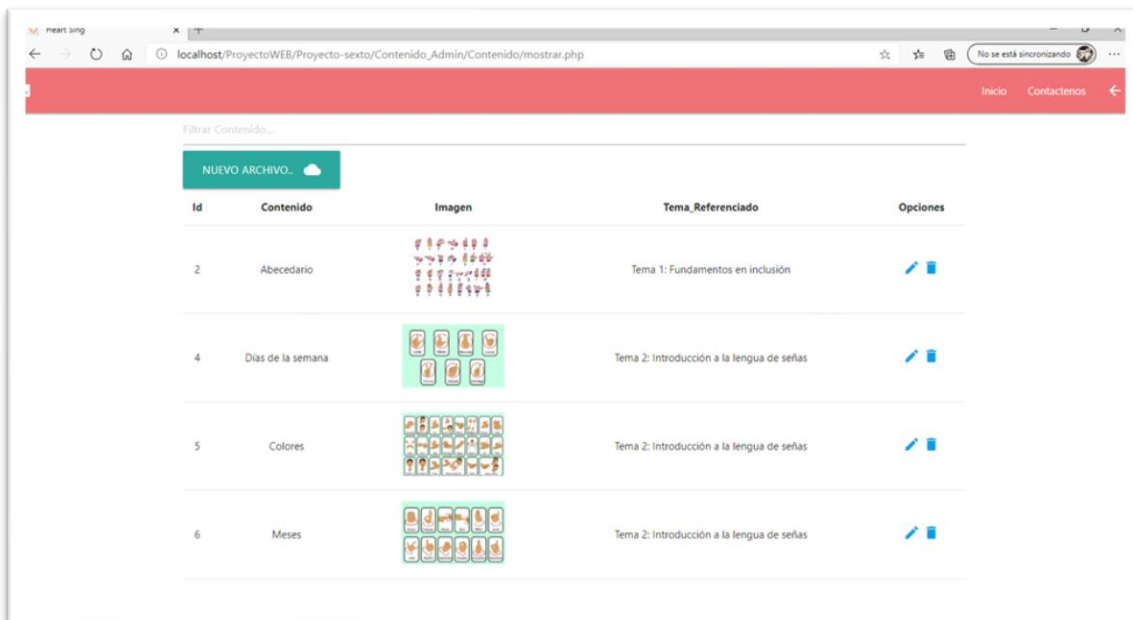 Heart Sing
localhost/ProyectoWEB/Proyecto-sexto/Contenido_Admin/Contenido/mostrar.php
No se está sincronizando
Inicio Contactenos
Filtrar Contenido...
NUEVO ARCHIVO..
Id Contenido Imagen Tema_Referenciado Opciones
2 Abecedario Tema 1: Fundamentos en inclusión
4 Días de la semana Tema 2: Introducción a la lengua de señas
5 Colores Tema 2: Introducción a la lengua de señas
6 Meses Tema 2: Introducción a la lengua de señas